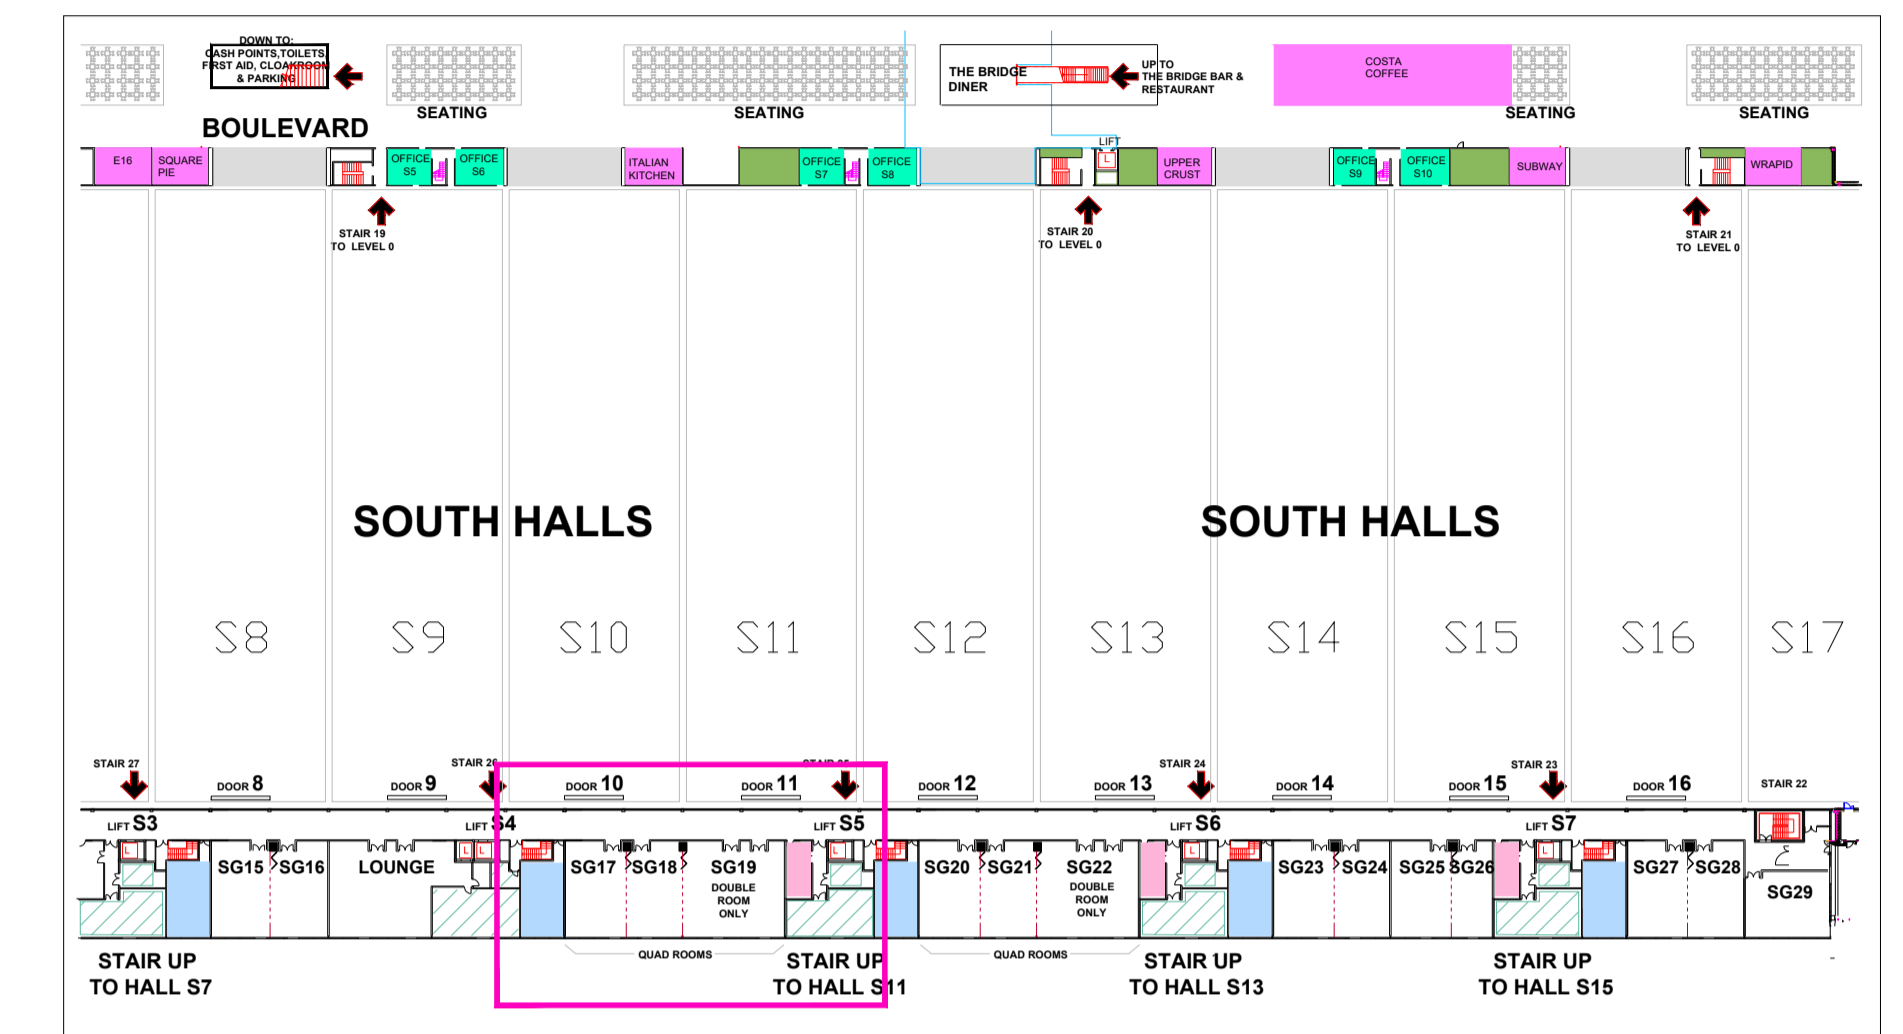 DOWN TO:
CASH POINTS,TOILETS,
FIRST AID, CLOAKROOM
& PARKING
THE BRIDGE
DINER
UP TO
THE BRIDGE BAR &
RESTAURANT
COSTA
COFFEE
SEATING
SEATING
SEATING
SEATING
BOULEVARD
LIFT
E16
SQUARE
PIE
OFFICE
S5
OFFICE
S6
ITALIAN
KITCHEN
OFFICE
S7
OFFICE
S8
L
UPPER
CRUST
OFFICE
S9
OFFICE
S10
SUBWAY
WRAPID
STAIR 19
TO LEVEL 0
STAIR 20
TO LEVEL 0
STAIR 21
TO LEVEL 0
SOUTH HALLS
SOUTH HALLS
S8
S9
S10
S11
S12
S13
S14
S15
S16
S17
STAIR 27
STAIR 26
STAIR 25
STAIR 24
STAIR 23
STAIR 22
DOOR 8
DOOR 9
DOOR 10
DOOR 11
DOOR 12
DOOR 13
DOOR 14
DOOR 15
DOOR 16
LIFT S3
LIFT S4
LIFT S5
LIFT S6
LIFT S7
L
L
L
L
L
L
SG15
SG16
LOUNGE
SG17
SG18
SG19
DOUBLE
ROOM
ONLY
SG20
SG21
SG22
DOUBLE
ROOM
ONLY
SG23
SG24
SG25
SG26
SG27
SG28
SG29
QUAD ROOMS
QUAD ROOMS
STAIR UP
TO HALL S7
STAIR UP
TO HALL S11
STAIR UP
TO HALL S13
STAIR UP
TO HALL S15